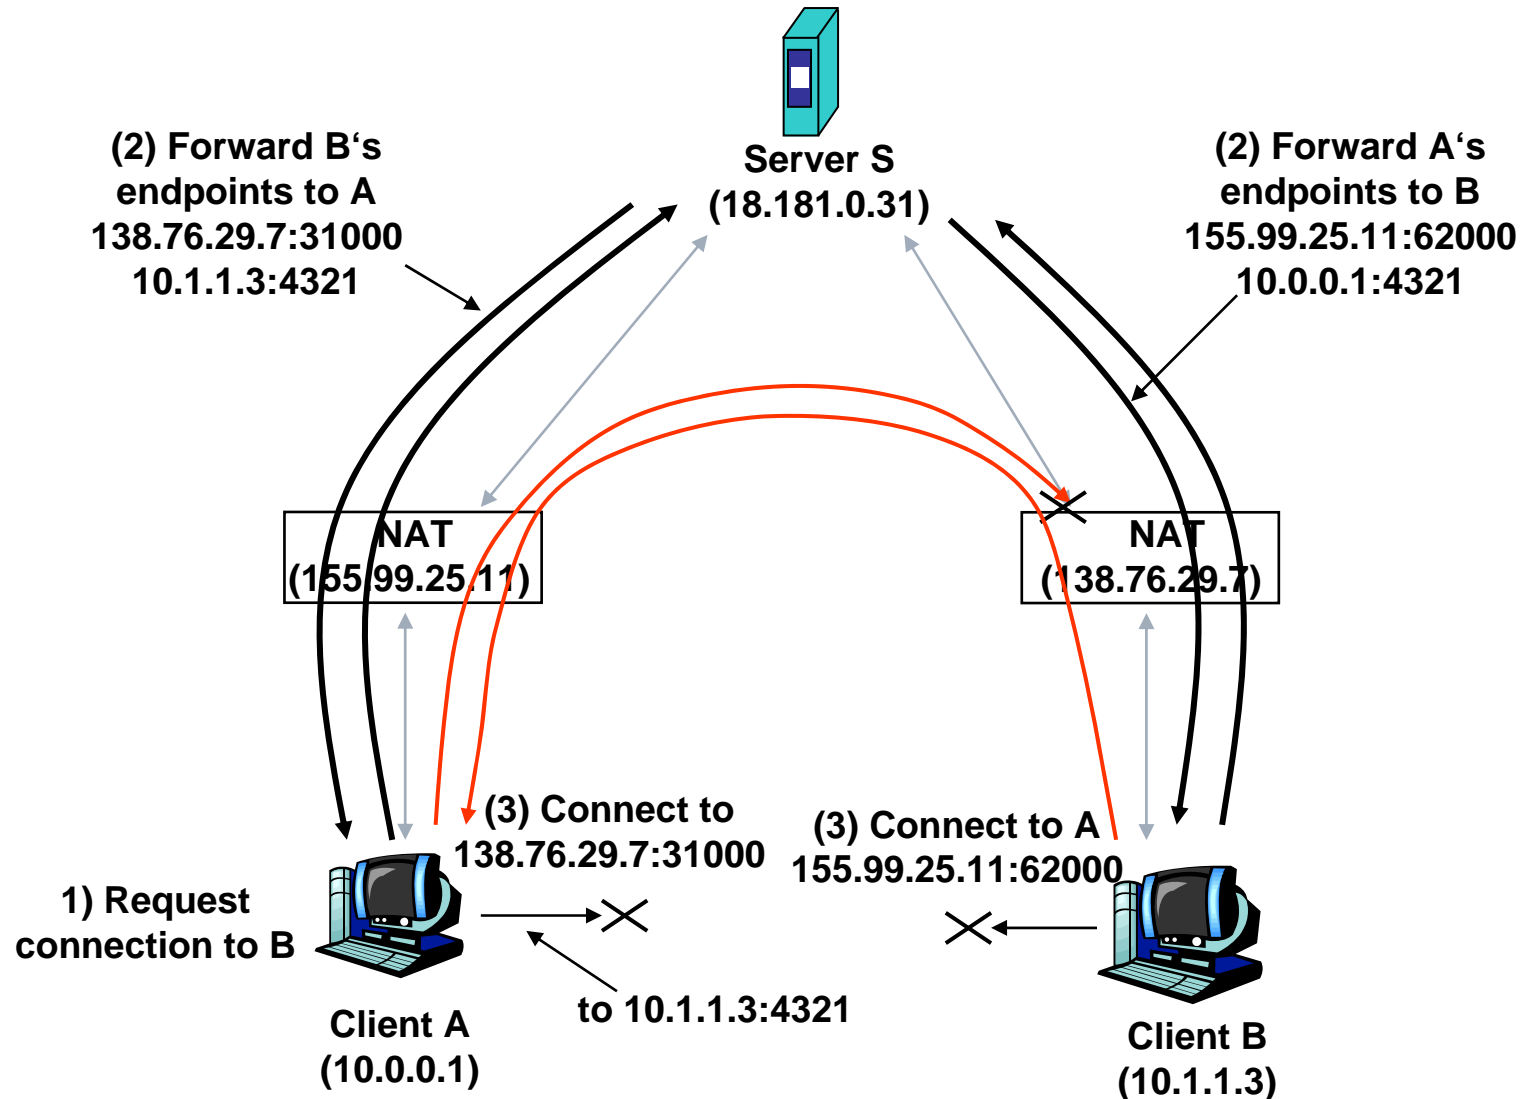 Server S
(18.181.0.31)
(2) Forward B‘s
endpoints to A
138.76.29.7:31000
10.1.1.3:4321
(2) Forward A‘s
endpoints to B
155.99.25.11:62000
10.0.0.1:4321
NAT
(155.99.25.11)
NAT
(138.76.29.7)
(3) Connect to
138.76.29.7:31000
(3) Connect to A
155.99.25.11:62000
1) Request
connection to B
to 10.1.1.3:4321
Client A
(10.0.0.1)
Client B
(10.1.1.3)